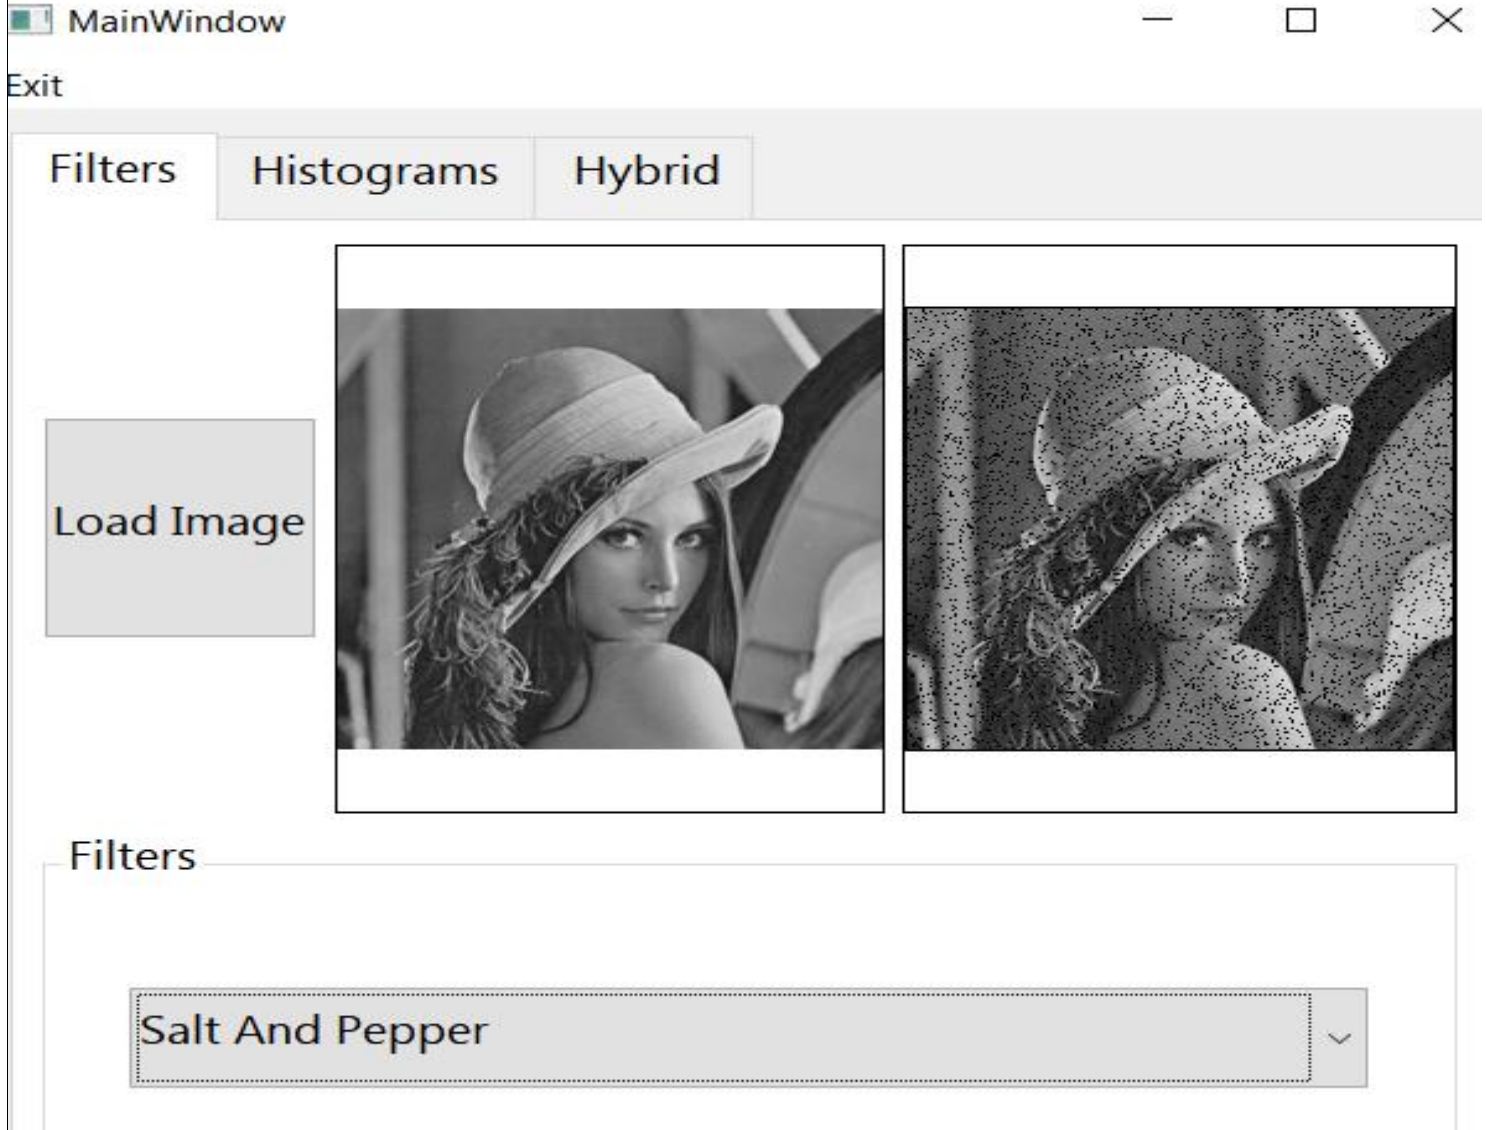 MainWindow
Exit
Filters Histograms Hybrid
Load Image
Filters
Salt And Pepper